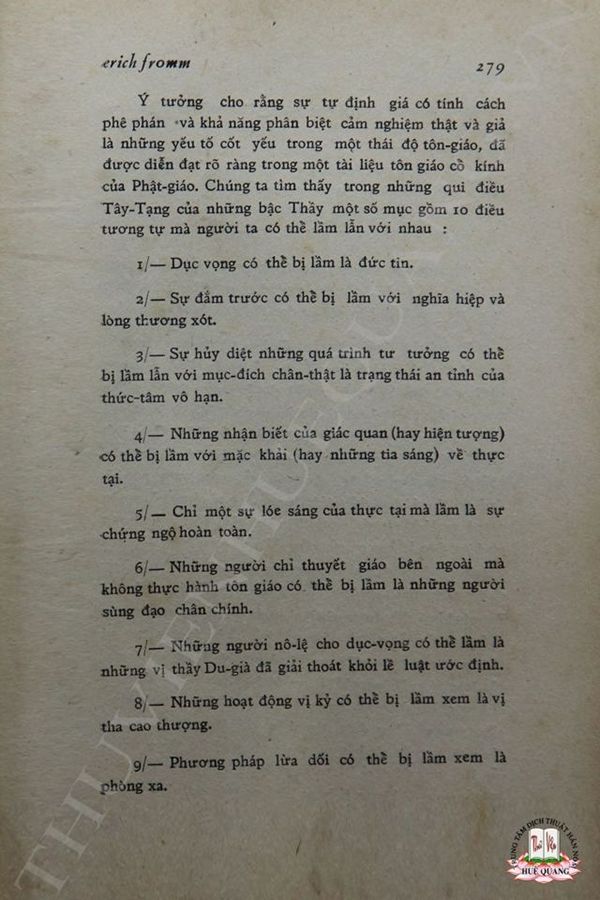 erich fromm 279
Ý tưởng cho rằng sự tự định giá có tính cách
phê phán và khả năng phân biệt cảm nghiệm thật và giả
là những yếu tố cốt yếu trong một thái độ tôn-giáo, đã
được diễn đạt rõ ràng trong một tài liệu tôn giáo cổ kính
của Phật-giáo. Chúng ta tìm thấy trong những qui điều
Tây-Tạng của những bậc Thầy một số mục gồm 10 điều
tương tự mà người ta có thể lầm lẫn với nhau :
1/— Dục vọng có thể bị lầm là đức tin.
2/— Sự đắm trước có thể bị lầm với nghĩa hiệp và
lòng thương xót.
3/— Sự hủy diệt những quá trình tư tưởng có thể
bị lầm lẫn với mục-đích chân-thật là trạng thái an tỉnh của
thức-tâm vô hạn.
4/— Những nhận biết của giác quan (hay hiện tượng)
có thể bị lầm với mặc khải (hay những tia sáng) về thực
tại.
5/— Chỉ một sự lóe sáng của thực tại mà lầm là sự
chứng ngộ hoàn toàn.
6/— Những người chỉ thuyết giáo bên ngoài mà
không thực hành tôn giáo có thể bị lầm là những người
sùng đạo chân chính.
7/— Những người nô-lệ cho dục-vọng có thể lầm là
những vị thầy Du-già đã giải thoát khỏi lề luật ước định.
8/— Những hoạt động vị kỷ có thể bị lầm xem là vị
tha cao thượng.
9/— Phương pháp lừa dối có thể bị lầm xem là
phòng xa.
TRUNG TÂM DỊCH THUẬT HÁN NÔM
HUỆ QUANG